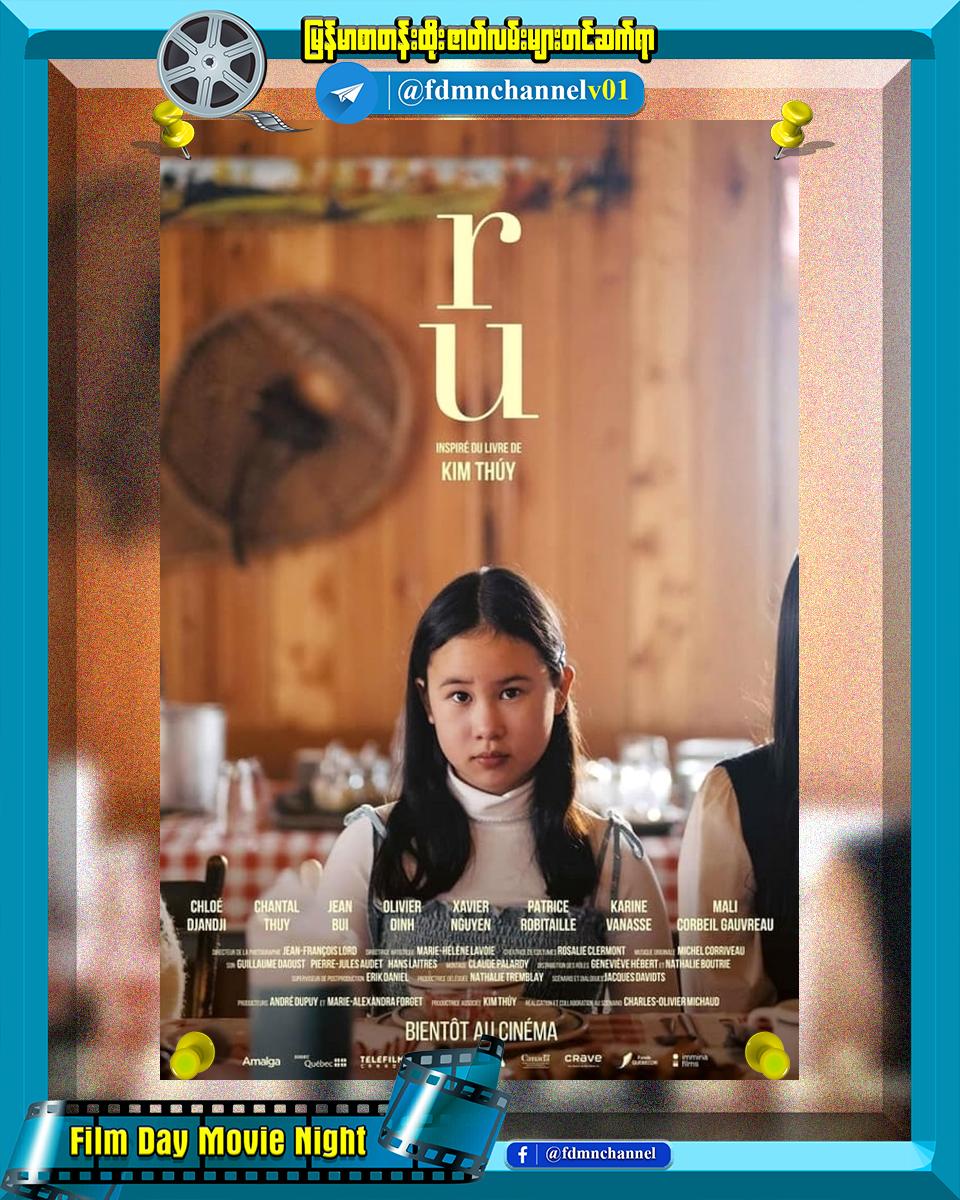 မြန်မာစာတန်းထိုးဇာတ်လမ်းများတင်ဆက်ရာ
@fdmnchannelv01
r
u
INSPIRÉ DU LIVRE DE
KIM THÚY
CHLOÉ DJANDJI
CHANTAL THUY
JEAN BUI
OLIVIER DINH
XAVIER NGUYEN
PATRICE ROBITAILLE
KARINE VANASSE
MALI CORBEIL GAUVREAU
DIRECTEUR DE LA PHOTOGRAPHIE JEAN-FRANÇOIS LORD DIRECTRICE ARTISTIQUE MARIE-HÉLÈNE LAVOIE CRÉATRICE DE COSTUMES ROSALIE CLERMONT MUSIQUE ORIGINALE MICHEL CORRIVEAU
SON GUILLAUME DAOUST PIERRE-JULES AUDET HANS LAITRES MONTAGE CLAUDE PALARDY DISTRIBUTION DES RÔLES GENEVIÈVE HÉBERT ET NATHALIE BOUTRIE
SUPERVISEUR DE POSTPRODUCTION ERIK DANIEL PRODUCTRICE DÉLÉGUÉE NATHALIE TREMBLAY SCÉNARIO ET DIALOGUES JACQUES DAVIDTS
PRODUCTEURS ANDRÉ DUPUY ET MARIE-ALEXANDRA FORGET PRODUCTRICE ASSOCIÉE KIM THÚY RÉALISATION ET COLLABORATION AU SCÉNARIO CHARLES-OLIVIER MICHAUD
BIENTÔT AU CINÉMA
Amalga Québec TELEFILM Canada CRAVE Fonds QUEBECOR immina films
Film Day Movie Night
@fdmnchannel